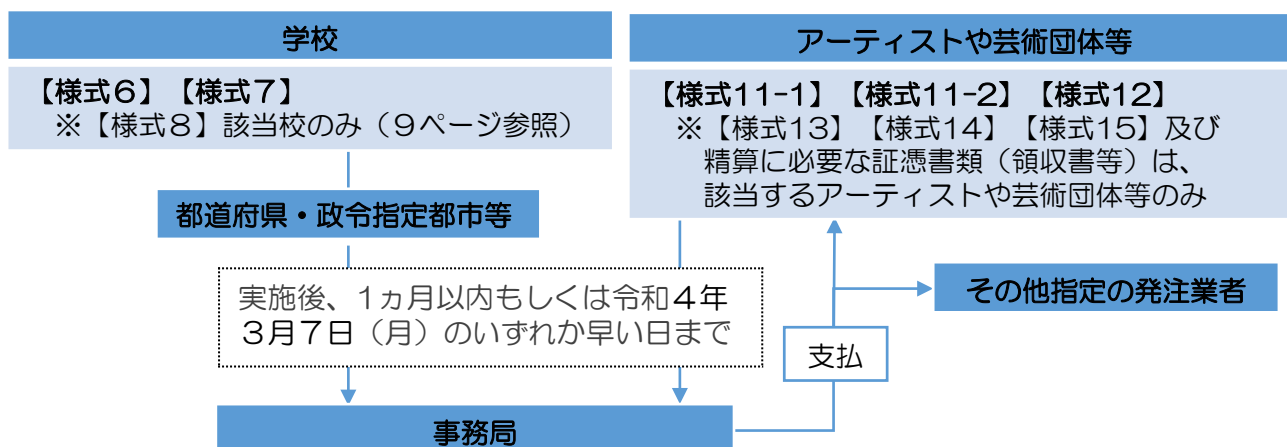 学校
【様式６】【様式７】
※【様式８】該当校のみ（９ページ参照）
都道府県・政令指定都市等
アーティストや芸術団体等
【様式11-1】【様式11-2】【様式12】
※【様式13】【様式14】【様式15】及び
精算に必要な証憑書類（領収書等）は、
該当するアーティストや芸術団体等のみ
実施後、1ヵ月以内もしくは令和４年
３月７日（月）のいずれか早い日まで
その他指定の発注業者
支払
事務局